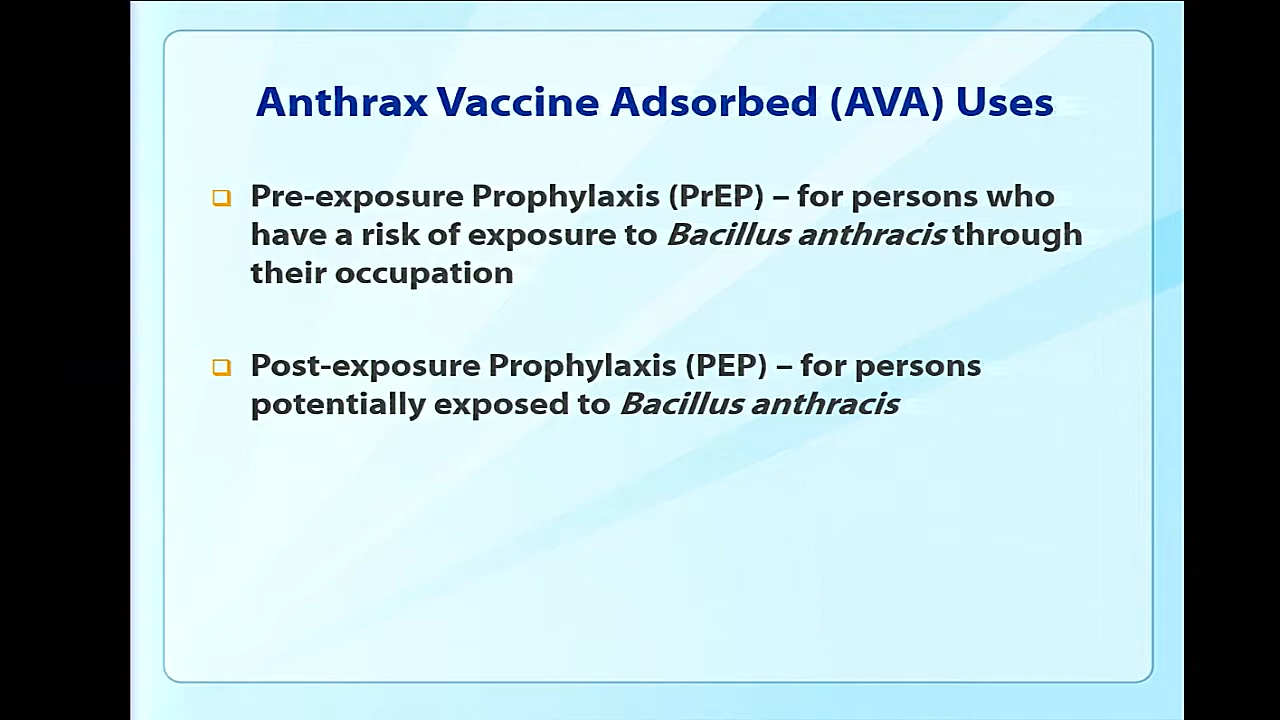 Anthrax Vaccine Adsorbed (AVA) Uses
Pre-exposure Prophylaxis (PrEP) – for persons who
have a risk of exposure to Bacillus anthracis through
their occupation
Post-exposure Prophylaxis (PEP) – for persons
potentially exposed to Bacillus anthracis